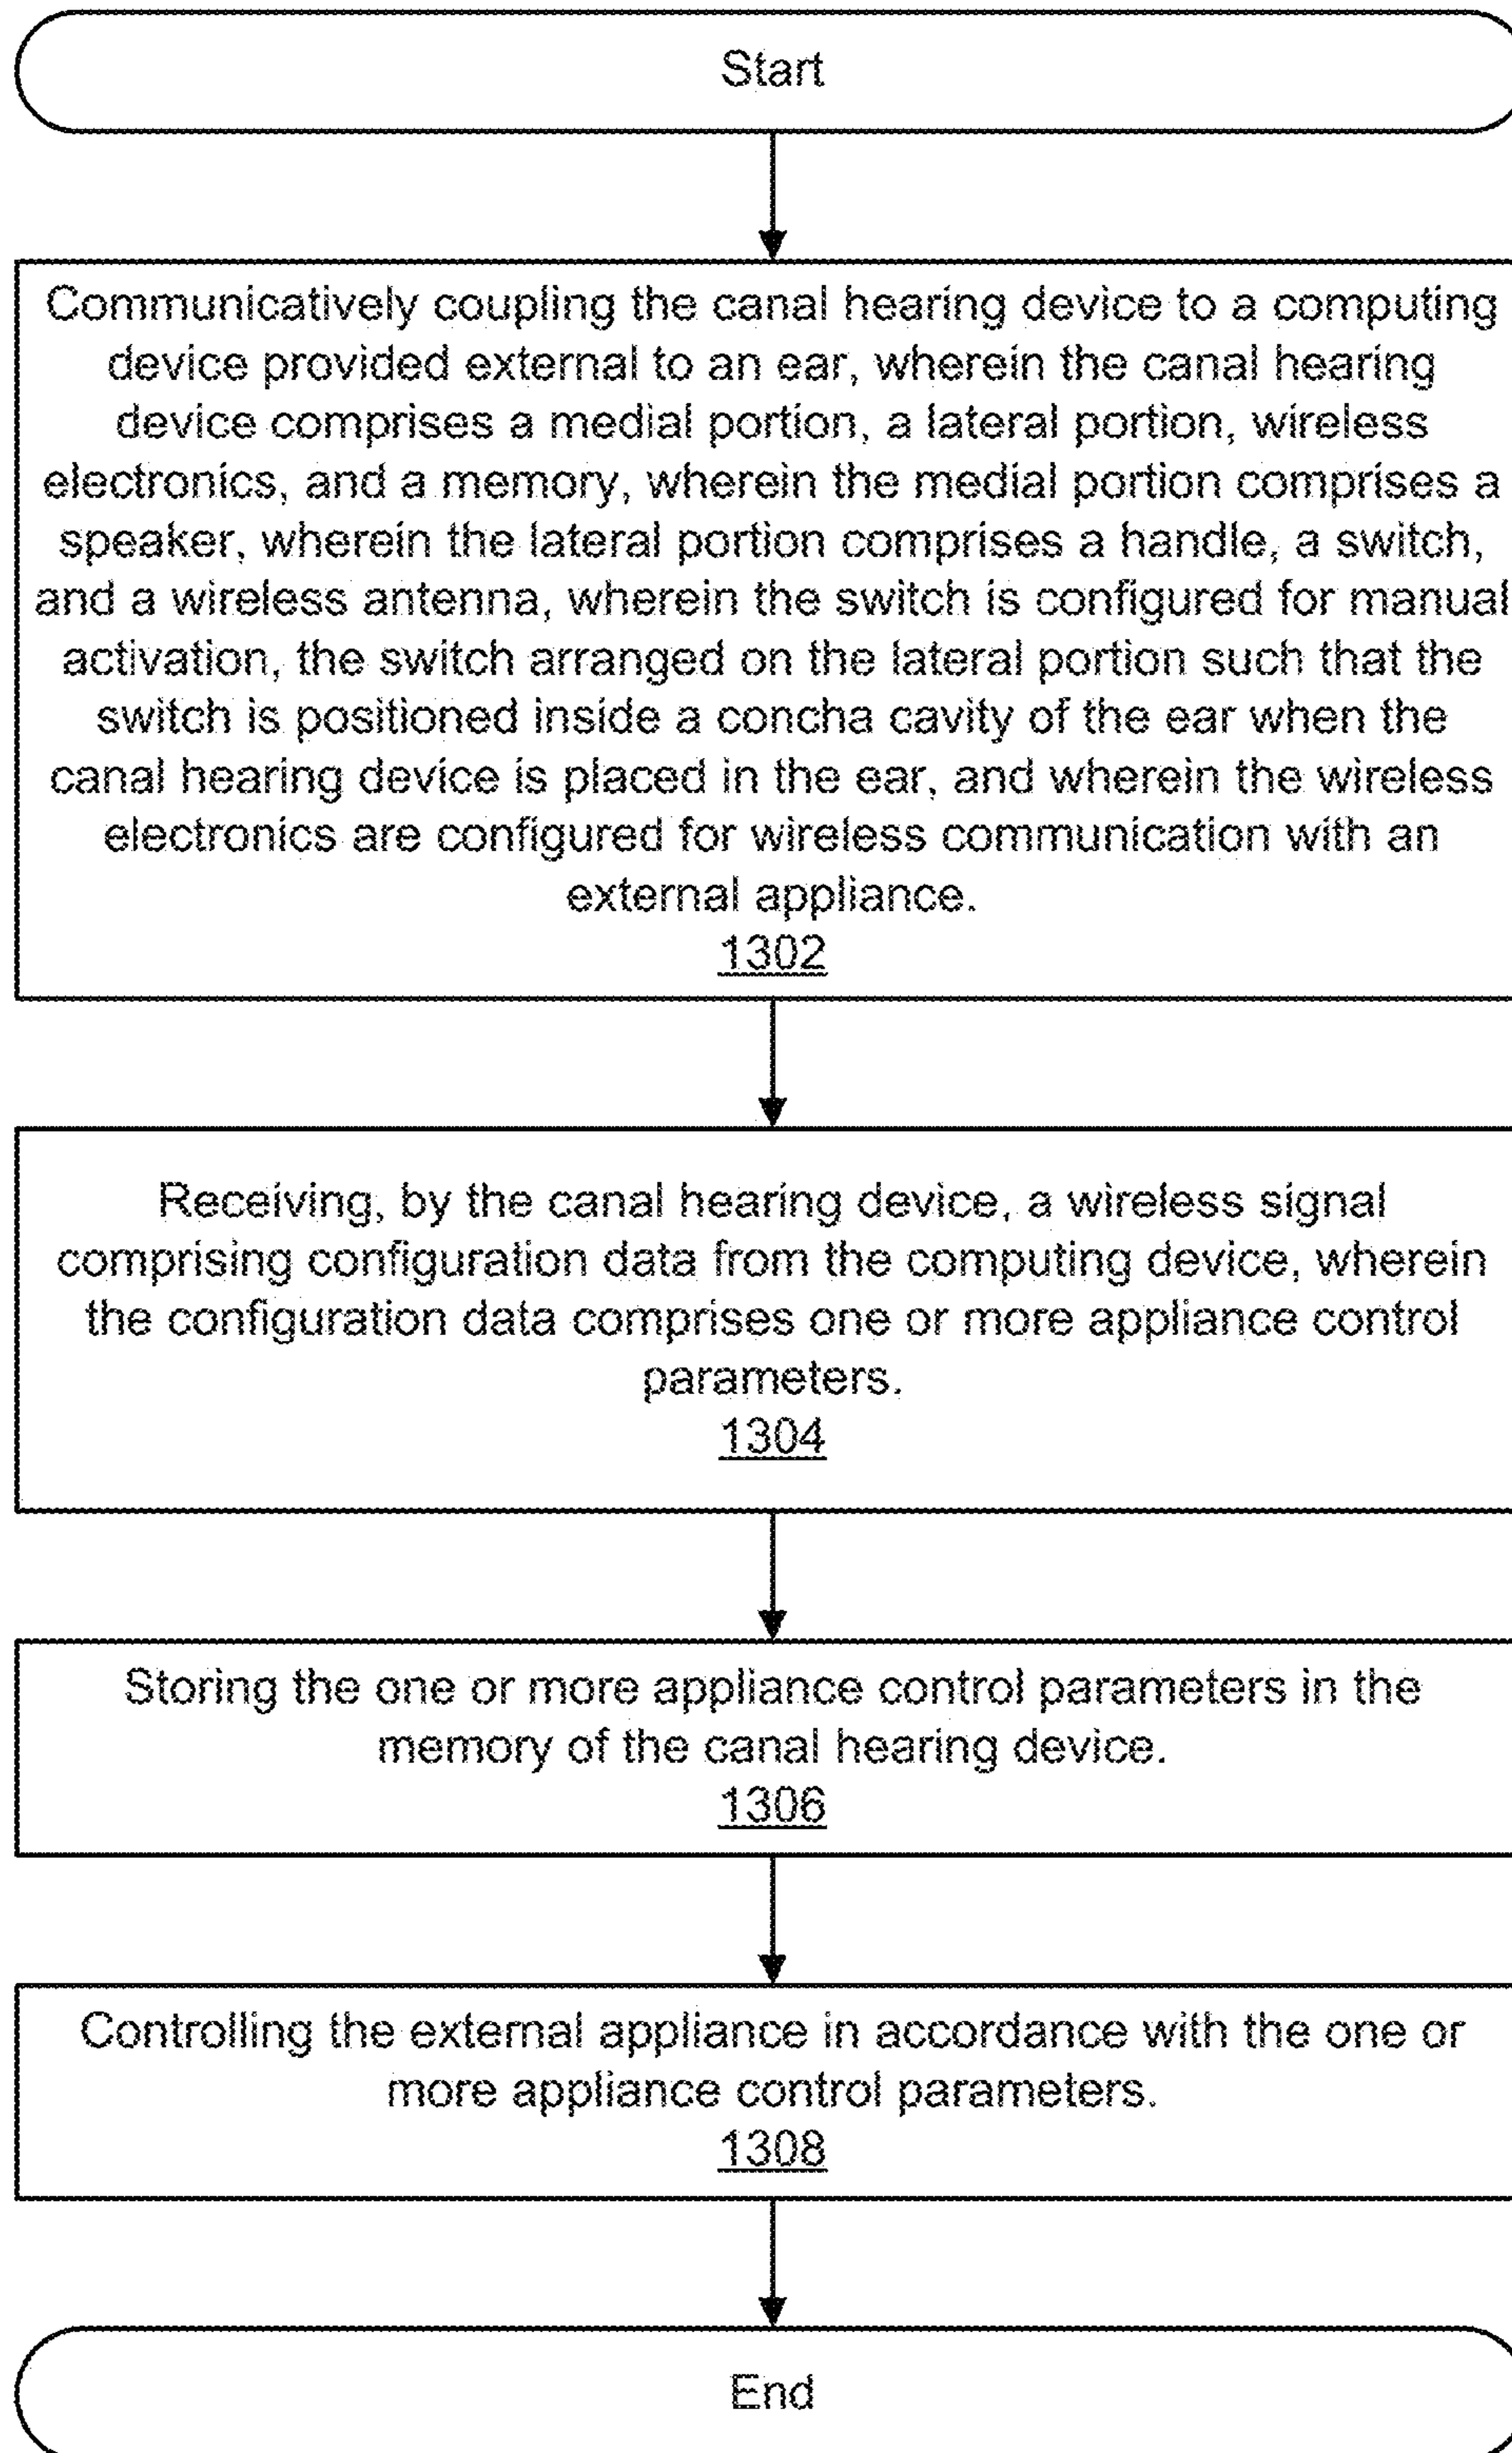 Start
Communicatively coupling the canal hearing device to a computing
device provided external to an ear, wherein the canal hearing
device comprises a medial portion, a lateral portion, wireless
electronics, and a memory, wherein the medial portion comprises a
speaker, wherein the lateral portion comprises a handle, a switch,
and a wireless antenna, wherein the switch is configured for manual
activation, the switch arranged on the lateral portion such that the
switch is positioned inside a concha cavity of the ear when the
canal hearing device is placed in the ear, and wherein the wireless
electronics are configured for wireless communication with an
external appliance.
1302
Receiving, by the canal hearing device, a wireless signal
comprising configuration data from the computing device, wherein
the configuration data comprises one or more appliance control
parameters.
1304
Storing the one or more appliance control parameters in the
memory of the canal hearing device.
1306
Controlling the external appliance in accordance with the one or
more appliance control parameters.
1308
End